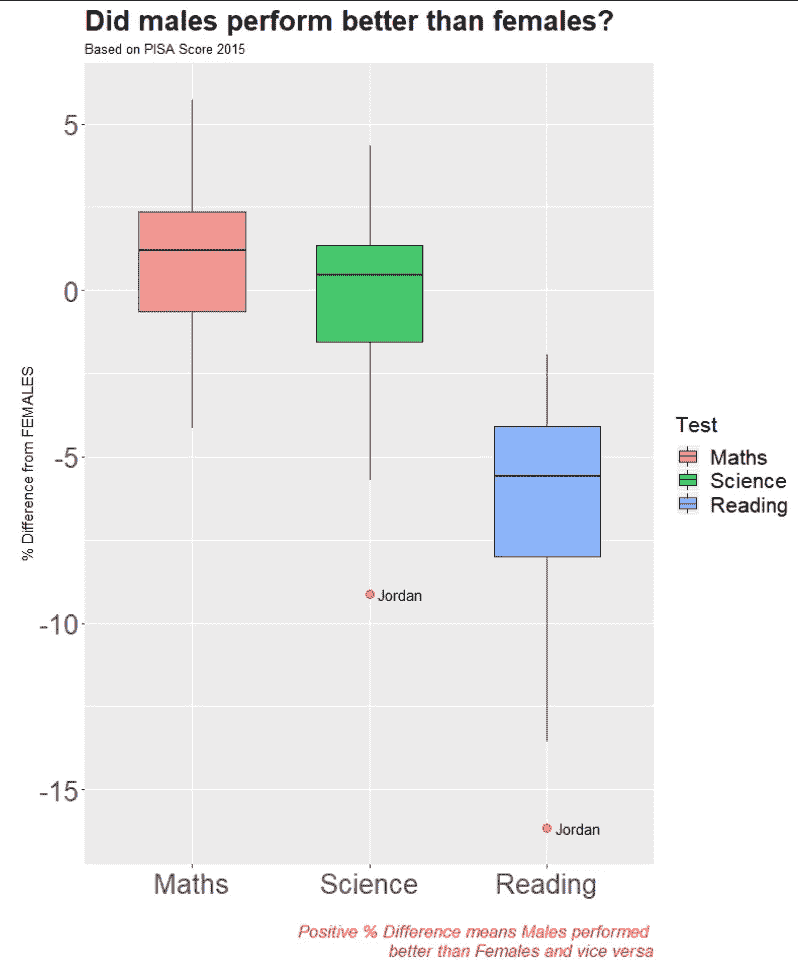 Did males perform better than females?
Based on PISA Score 2015
5
0
-5
-10
-15
% Difference from FEMALES
Jordan
Jordan
Maths
Science
Reading
Test
Maths
Science
Reading
Positive % Difference means Males performed
better than Females and vice versa